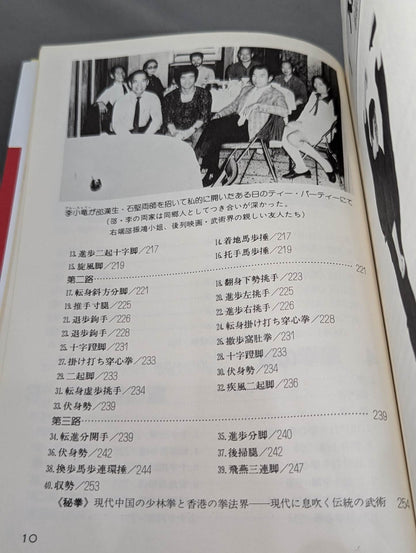 李小竜が邵漢生・石堅両師を招いて私的に開いたある日のティー・パーティーにて
(邵・李の両家は同郷人としてつき合いが深かった。
右端邵振鴻小姐、後列映画・武術界の親しい友人たち)
13. 進歩二起十字脚/217
14. 着地馬歩捶/217
15. 旋風脚/219
16. 托手馬歩捶/219
第二路 221
17. 転身斜方分脚/221
18. 翻身下勢挑手/223
19. 推手寸腿/225
20. 進歩左挑手/225
21. 退歩鉤手/226
22. 進歩右挑手/226
23. 退歩鉤手/228
24. 転身掛け打ち穿心拳/228
25. 十字蹬脚/231
26. 撤歩窩肚拳/231
27. 掛け打ち穿心拳/233
28. 十字蹬脚/233
29. 二起脚/233
30. 伏身勢/234
31. 転身虚歩挑手/234
32. 疾風二起脚/236
33. 伏身勢/239
第三路 239
34. 転進分開手/239
35. 進歩分脚/240
36. 伏身勢/242
37. 後掃腿/242
38. 換歩馬歩連環捶/244
39. 飛燕三連脚/247
40. 収勢/253
《秘拳》現代中国の少林拳と香港の拳法界――現代に息吹く伝統の武術 254
10